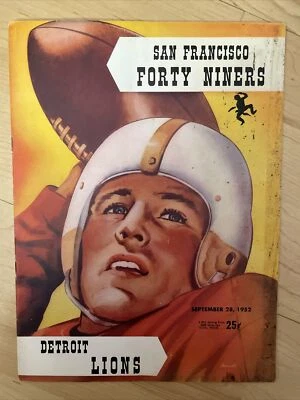 SAN FRANCISCO
FORTY NINERS
SEPTEMBER 28, 1952
25¢
DETROIT
LIONS